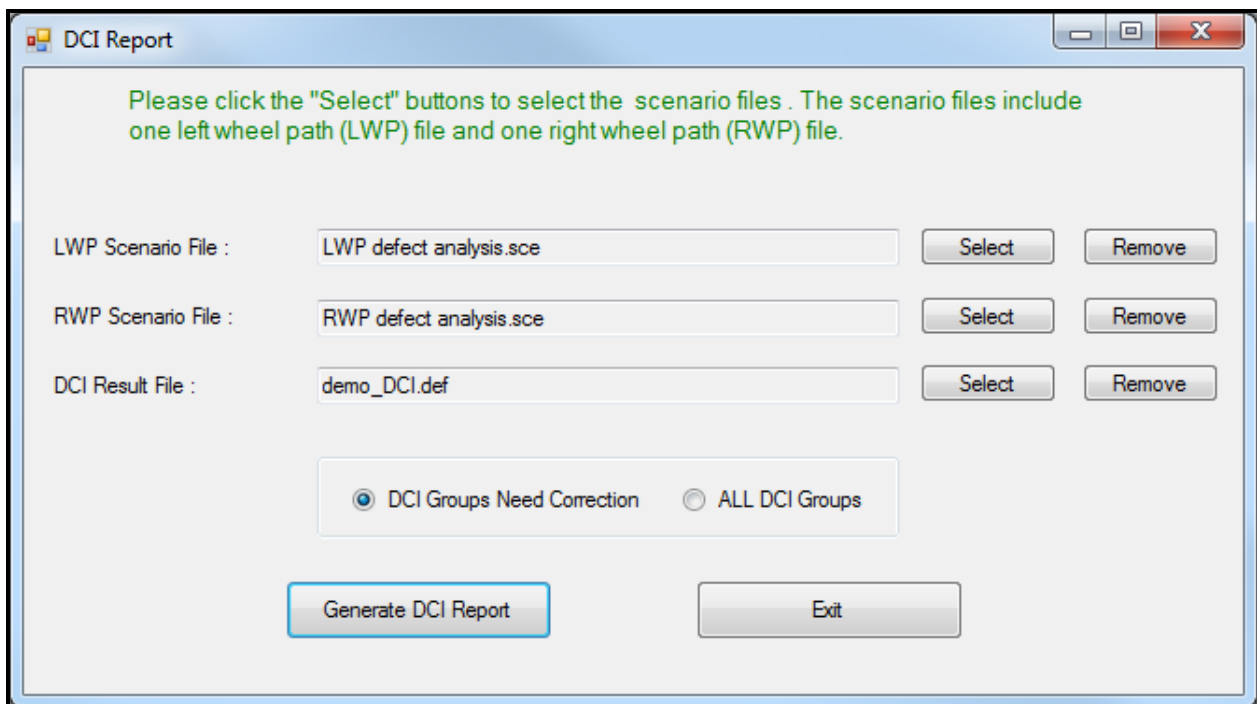 DCI Report
Please click the "Select" buttons to select the  scenario files . The scenario files include
one left wheel path (LWP) file and one right wheel path (RWP) file.
LWP Scenario File : LWP defect analysis.sce Select Remove
RWP Scenario File : RWP defect analysis.sce Select Remove
DCI Result File : demo_DCI.def Select Remove
DCI Groups Need Correction ALL DCI Groups
Generate DCI Report Exit